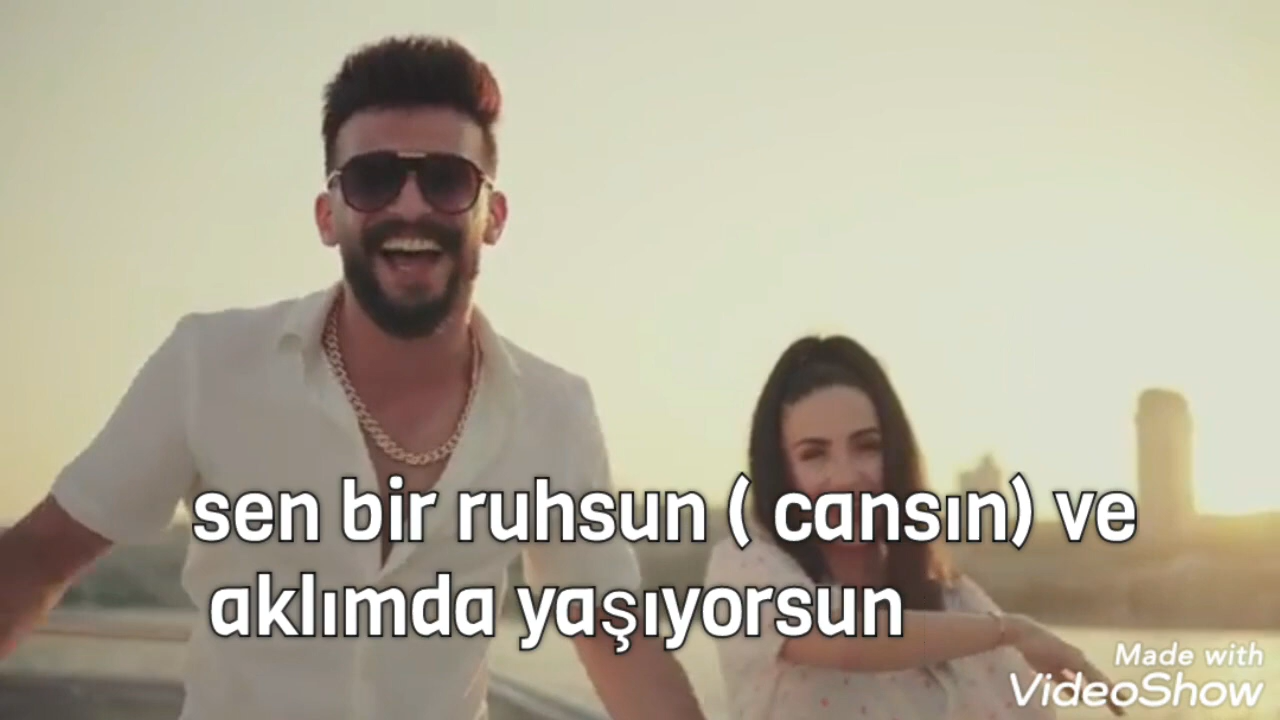 sen bir ruhsun ( cansın) ve
aklımda yaşıyorsun
Made with
VideoShow